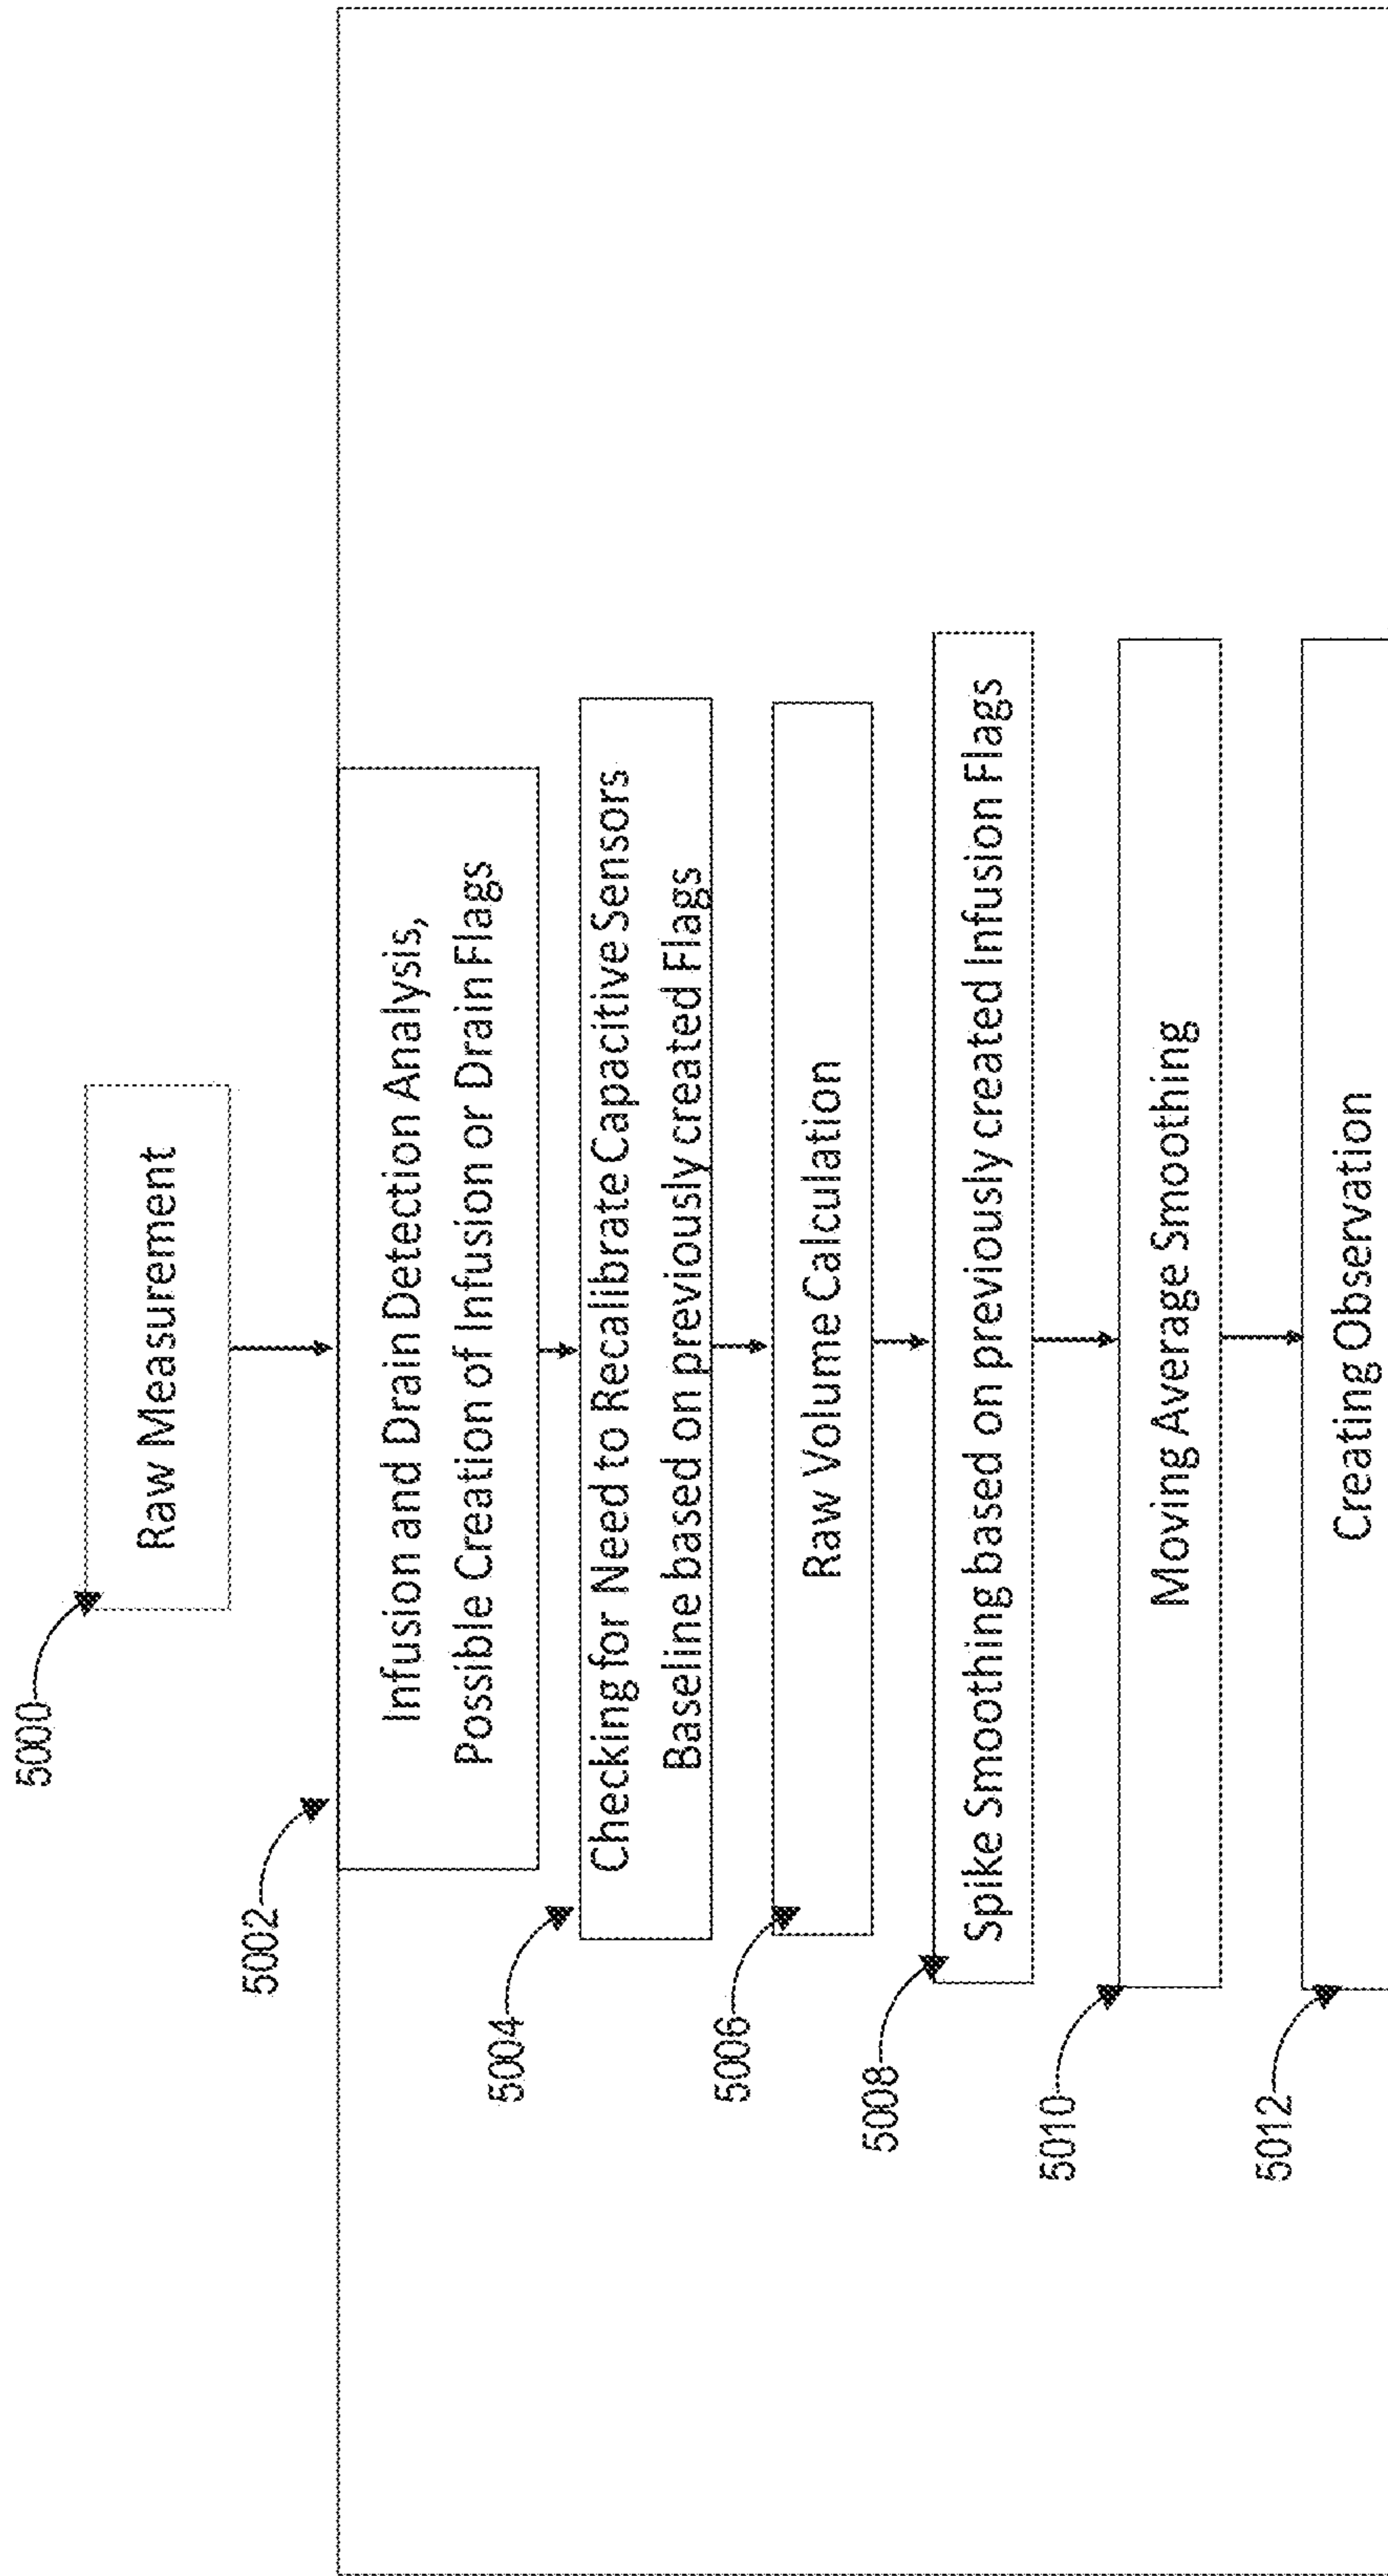 5000
Raw Measurement
5002
Infusion and Drain Detection Analysis,
Possible Creation of Infusion or Drain Flags
5004
Checking for Need to Recalibrate Capacitive Sensors
Baseline based on previously created Flags
5006
Raw Volume Calculation
5008
Spike Smoothing based on previously created Infusion Flags
5010
Moving Average Smoothing
5012
Creating Observation